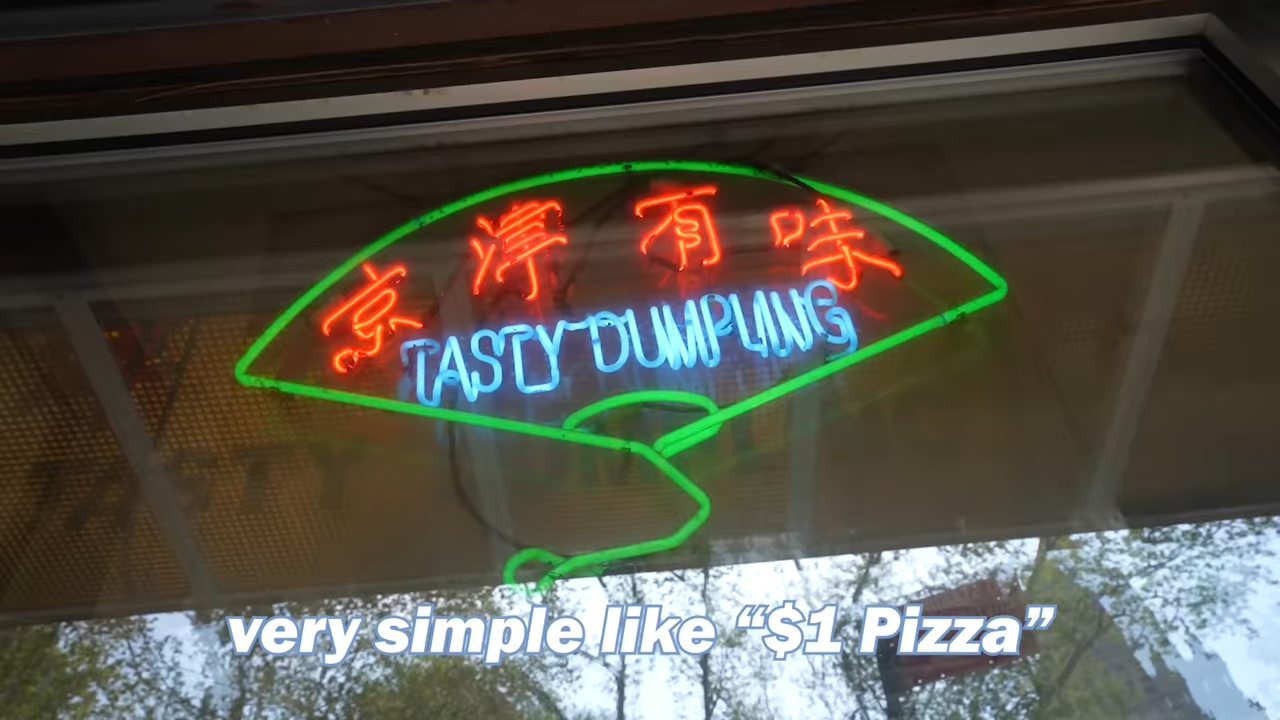 京津有味
TASTY DUMPLING
very simple like “$1 Pizza”